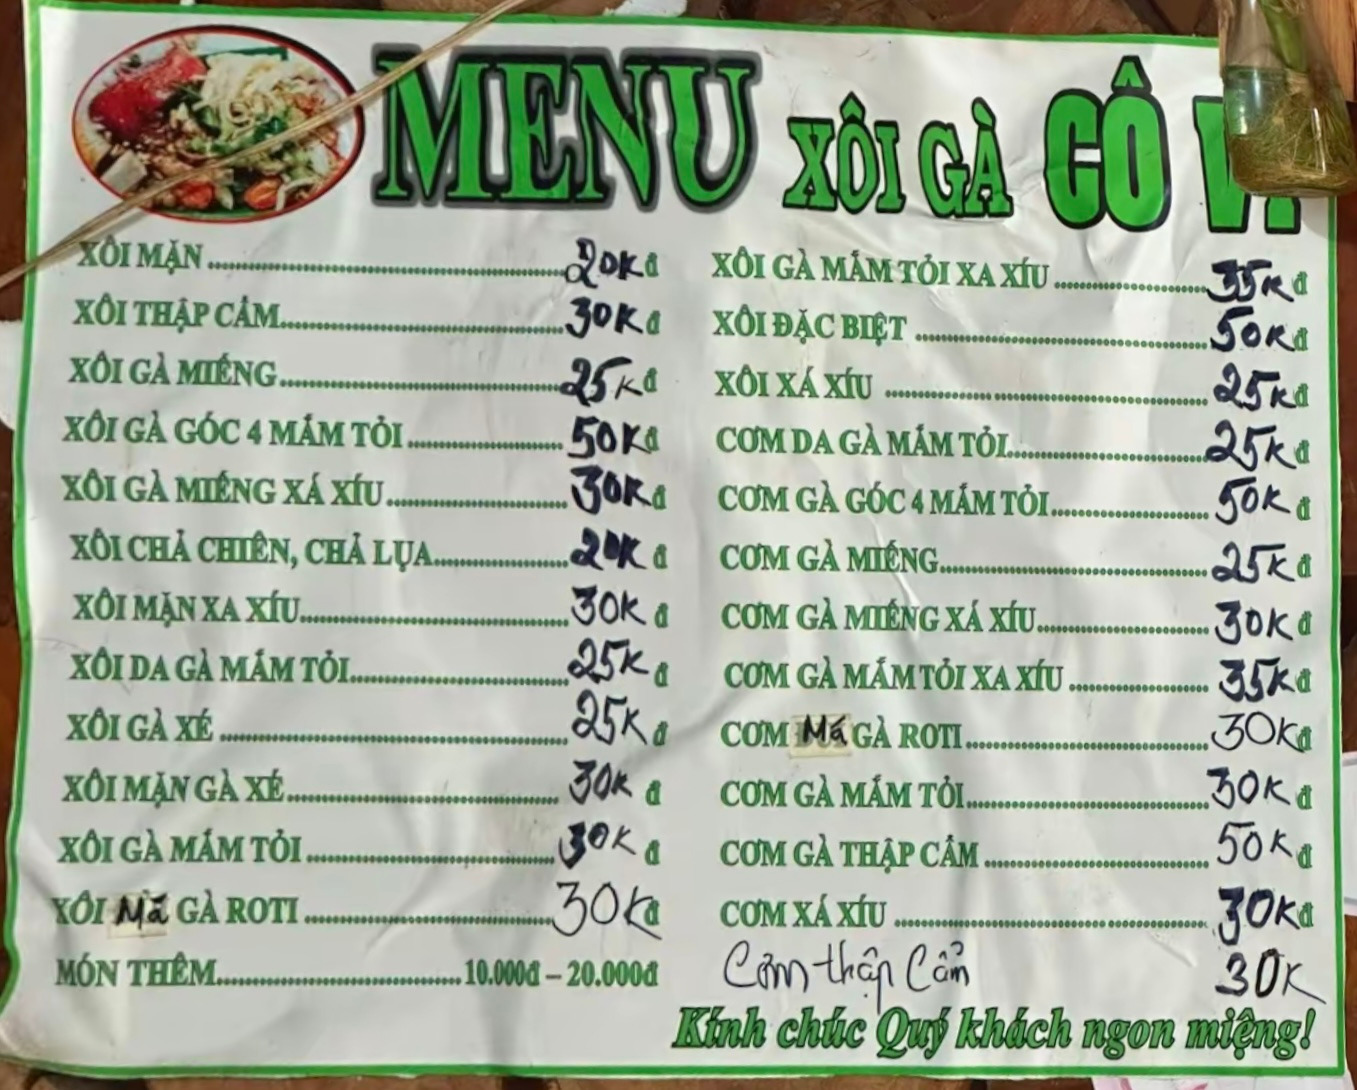 MENU XÔI GÀ CÔ
XÔI MẶN 20K đ
XÔI THẬP CẨM 30K đ
XÔI GÀ MIẾNG 25K đ
XÔI GÀ GÓC 4 MẮM TỎI 50K đ
XÔI GÀ MIẾNG XÁ XÍU 30K đ
XÔI CHẢ CHIÊN, CHẢ LỤA 20K đ
XÔI MẶN XA XÍU 30K đ
XÔI DA GÀ MẮM TỎI 25K đ
XÔI GÀ XÉ 25K đ
XÔI MẶN GÀ XÉ 30K đ
XÔI GÀ MẮM TỎI 30K đ
XÔI Má GÀ ROTI 30K đ
MÓN THÊM 10.000đ – 20.000đ
XÔI GÀ MẮM TỎI XA XÍU 35K đ
XÔI ĐẶC BIỆT 50K đ
XÔI XÁ XÍU 25K đ
CƠM DA GÀ MẮM TỎI 25K đ
CƠM GÀ GÓC 4 MẮM TỎI 50K đ
CƠM GÀ MIẾNG 25K đ
CƠM GÀ MIẾNG XÁ XÍU 30K đ
CƠM GÀ MẮM TỎI XA XÍU 35K đ
CƠM Má GÀ ROTI 30K đ
CƠM GÀ MẮM TỎI 30K đ
CƠM GÀ THẬP CẨM 50K đ
CƠM XÁ XÍU 30K đ
Cơm thập Cẩm 30K
Kính chúc Quý khách ngon miệng!